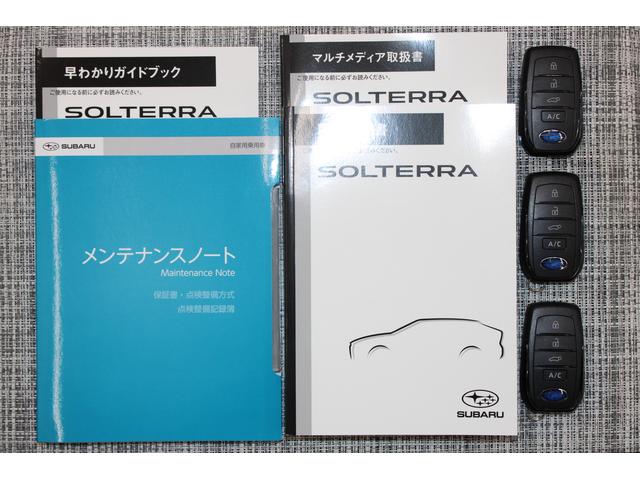 早わかりガイドブック
ご使用になる前に必ずお読みください。
SOLTERRA
マルチメディア取扱書
ご使用になる前に必ずお読みください。
SOLTERRA
SUBARU
自家用乗用車
メンテナンスノート
Maintenance Note
保証書・点検整備方式
点検整備記録簿
SOLTERRA
SUBARU
A/C
A/C
A/C